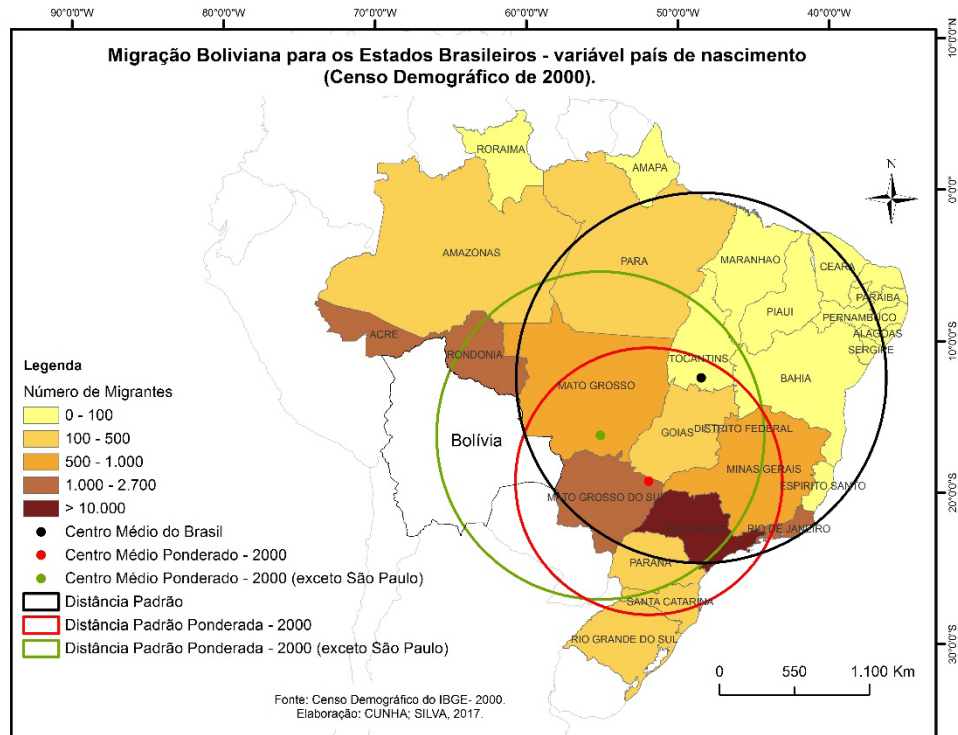 90°0'0"W
80°0'0"W
70°0'0"W
60°0'0"W
50°0'0"W
40°0'0"W
Migração Boliviana para os Estados Brasileiros - variável país de nascimento
(Censo Demográfico de 2000).
10°0'0"N
0°0'0"
10°0'0"S
20°0'0"S
30°0'0"S
N
RORAIMA
AMAPA
AMAZONAS
PARA
MARANHAO
CEARA
PARAIBA
PIAUI
PERNAMBUCO
ALAGOAS
SERGIPE
ACRE
RONDONIA
TOCANTINS
BAHIA
MATO GROSSO
Bolívia
GOIAS
DISTRITO FEDERAL
MINAS GERAIS
ESPIRITO SANTO
MATO GROSSO DO SUL
SAO PAULO
RIO DE JANEIRO
PARANA
SANTA CATARINA
RIO GRANDE DO SUL
Legenda
Número de Migrantes
0 - 100
100 - 500
500 - 1.000
1.000 - 2.700
> 10.000
Centro Médio do Brasil
Centro Médio Ponderado - 2000
Centro Médio Ponderado - 2000 (exceto São Paulo)
Distância Padrão
Distância Padrão Ponderada - 2000
Distância Padrão Ponderada - 2000 (exceto São Paulo)
0 550 1.100 Km
Fonte: Censo Demográfico do IBGE- 2000.
Elaboração: CUNHA; SILVA, 2017.